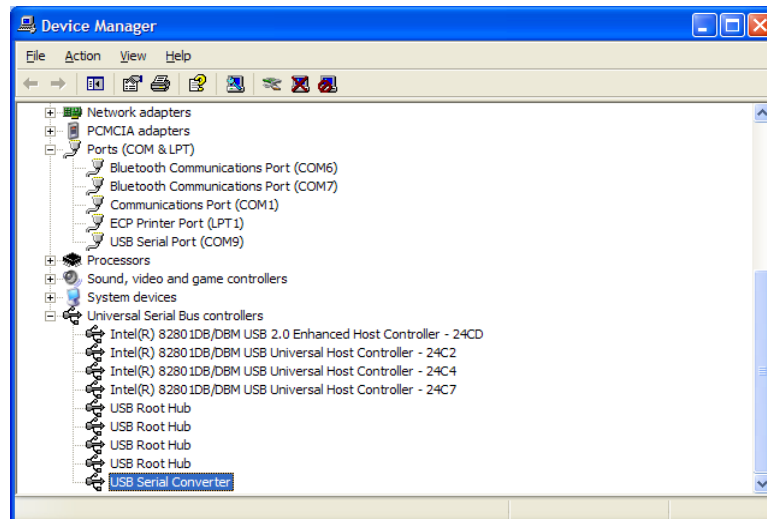 Device Manager
File Action View Help
Network adapters
PCMCIA adapters
Ports (COM & LPT)
Bluetooth Communications Port (COM6)
Bluetooth Communications Port (COM7)
Communications Port (COM1)
ECP Printer Port (LPT1)
USB Serial Port (COM9)
Processors
Sound, video and game controllers
System devices
Universal Serial Bus controllers
Intel(R) 82801DB/DBM USB 2.0 Enhanced Host Controller - 24CD
Intel(R) 82801DB/DBM USB Universal Host Controller - 24C2
Intel(R) 82801DB/DBM USB Universal Host Controller - 24C4
Intel(R) 82801DB/DBM USB Universal Host Controller - 24C7
USB Root Hub
USB Root Hub
USB Root Hub
USB Root Hub
USB Serial Converter